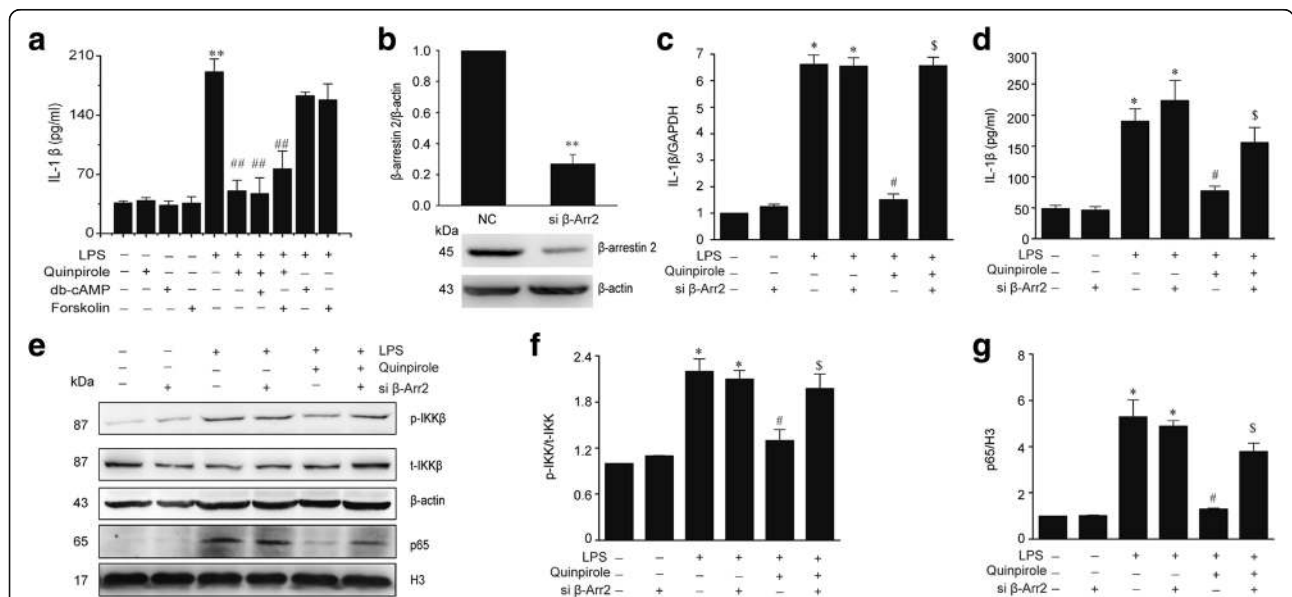 a
IL-1 β (pg/ml)
210
140
70
0
**
##
##
##
LPS − − − − + + + + + +
Quinpirole − + − − − + + + − −
db-cAMP − − + − − − + − + −
Forskolin − − − + − − − + − +
b
β-arrestin 2/β-actin
1.0
0.8
0.6
0.4
0.2
0
**
NC
si β-Arr2
kDa
45
β-arrestin 2
43
β-actin
c
IL-1β/GAPDH
7
6
5
4
3
2
1
0
*
*
#
$
LPS − − + + + +
Quinpirole − − − − + +
si β-Arr2 − + − + − +
d
IL-1β (pg/ml)
300
250
200
150
100
50
0
*
*
#
$
LPS − − + + + +
Quinpirole − − − − + +
si β-Arr2 − + − + − +
e
− − + + + + LPS
− − − − + + Quinpirole
− + − + − + si β-Arr2
kDa
87
p-IKKβ
87
t-IKKβ
43
β-actin
65
p65
17
H3
f
p-IKK/t-IKK
2.4
1.8
1.2
0.6
0
*
*
#
$
LPS − − + + + +
Quinpirole − − − − + +
si β-Arr2 − + − + − +
g
p65/H3
8
6
4
2
0
*
*
#
$
LPS − − + + + +
Quinpirole − − − − + +
si β-Arr2 − + − + − +